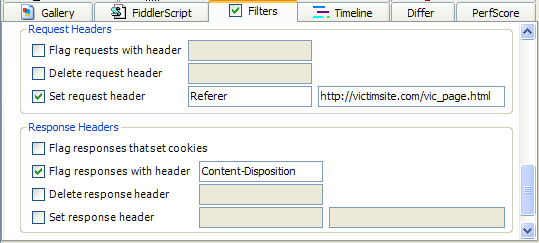 Gallery FiddlerScript Filters Timeline Differ PerfScore
Request Headers
Flag requests with header
Delete request header
Set request header Referer http://victimsite.com/vic_page.html
Response Headers
Flag responses that set cookies
Flag responses with header Content-Disposition
Delete response header
Set response header